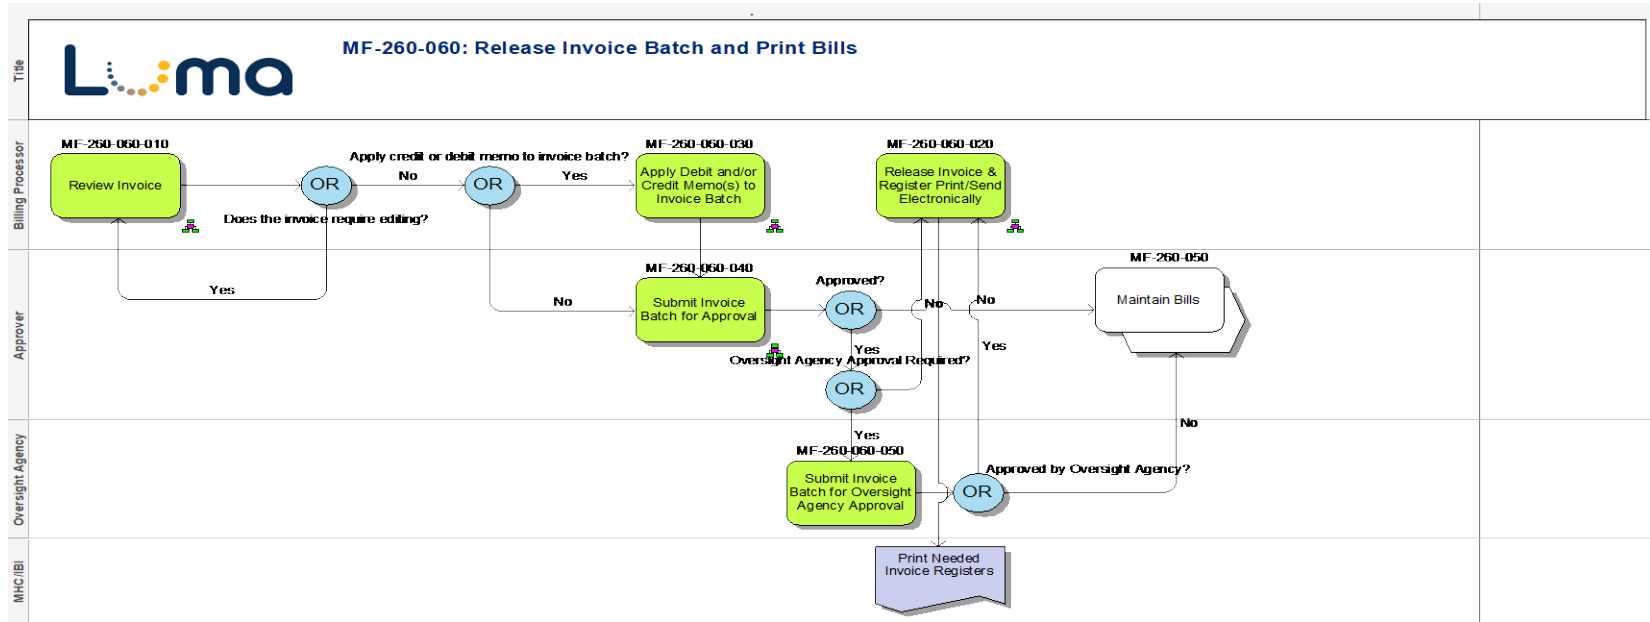 Title
Luma
MF-260-060: Release Invoice Batch and Print Bills
Billing Processor
MF-260-060-010
Review Invoice
OR
Does the invoice require editing?
Yes
No
Apply credit or debit memo to invoice batch?
OR
Yes
No
MF-260-060-030
Apply Debit and/or
Credit Memo(s) to
Invoice Batch
MF-260-060-020
Release Invoice &
Register Print/Send
Electronically
Approver
MF-260-060-040
Submit Invoice
Batch for Approval
Approved?
OR
No
No
Yes
Oversight Agency Approval Required?
OR
Yes
Yes
MF-260-050
Maintain Bills
No
Oversight Agency
MF-260-060-050
Submit Invoice
Batch for Oversight
Agency Approval
OR
Approved by Oversight Agency?
MHC/IBI
Print Needed
Invoice Registers